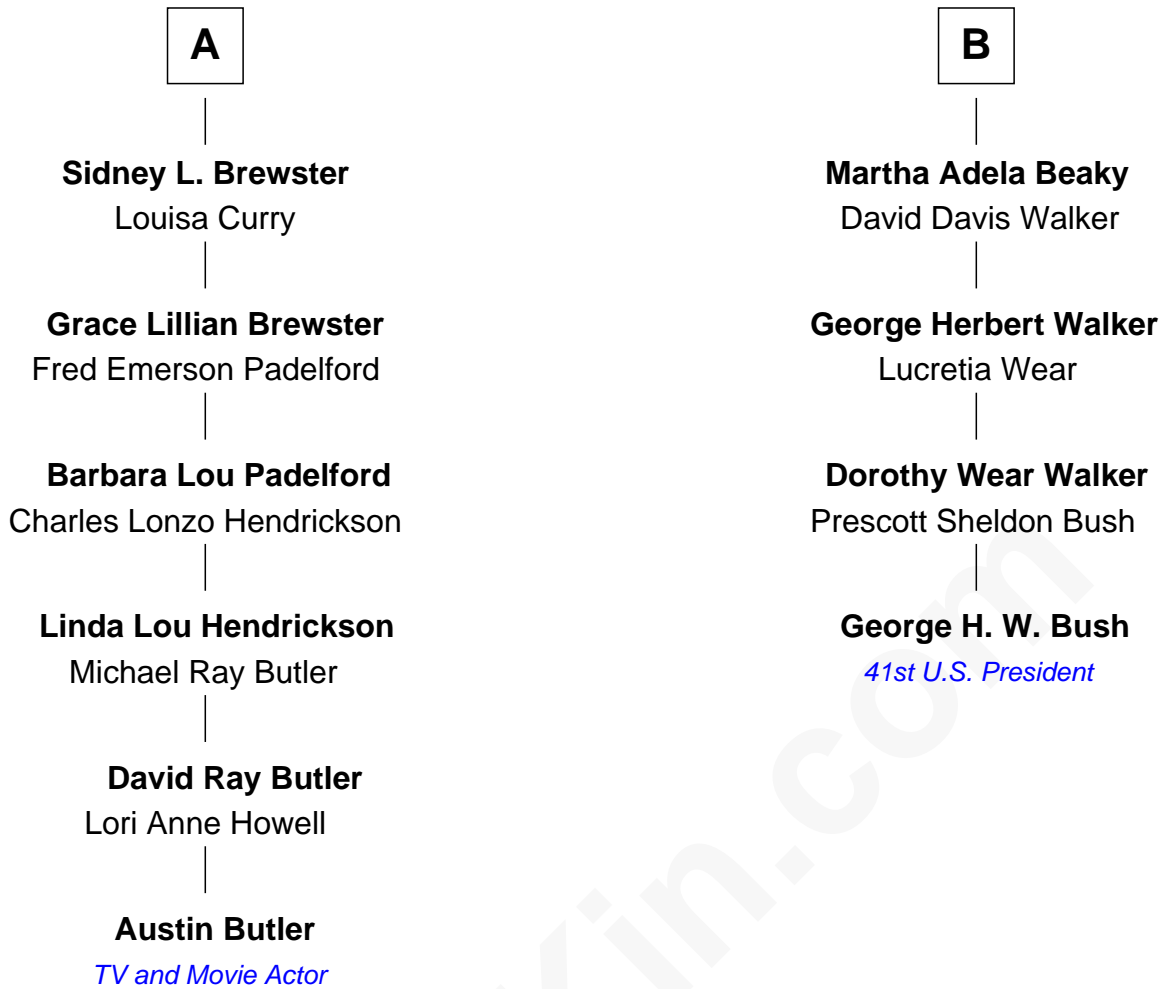 A
Sidney L. Brewster
Louisa Curry
Grace Lillian Brewster
Fred Emerson Padelford
Barbara Lou Padelford
Charles Lonzo Hendrickson
Linda Lou Hendrickson
Michael Ray Butler
David Ray Butler
Lori Anne Howell
Austin Butler
TV and Movie Actor
B
Martha Adela Beaky
David Davis Walker
George Herbert Walker
Lucretia Wear
Dorothy Wear Walker
Prescott Sheldon Bush
George H. W. Bush
41st U.S. President
Kin.com